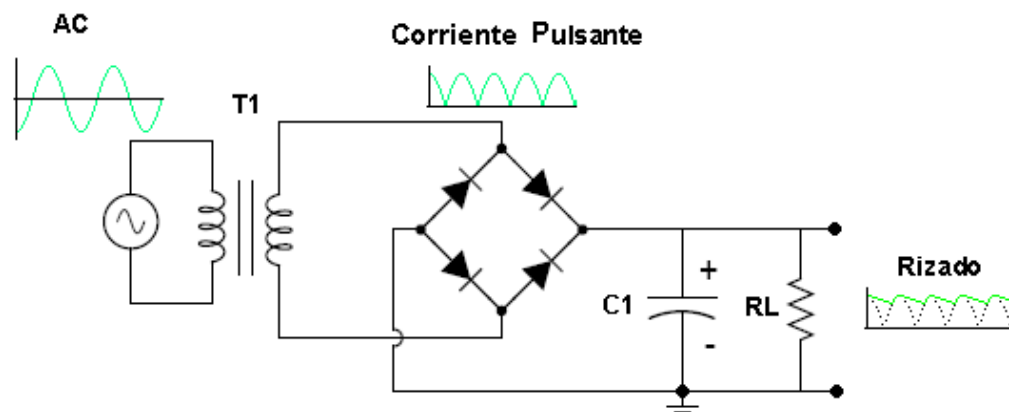 AC
Corriente Pulsante
T1
Rizado
+
C1
RL
-